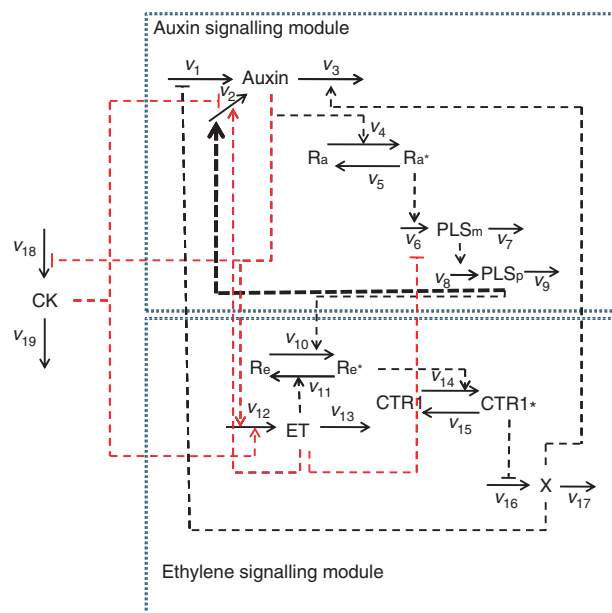 Auxin signalling module
v1 Auxin v3
v2
v4
Ra Ra*
v5
v6 PLSm v7
v8 PLSp v9
v18
CK
v19
v10
Re Re*
v11
v14
CTR1 CTR1*
v15
v12 ET v13
v16 X v17
Ethylene signalling module